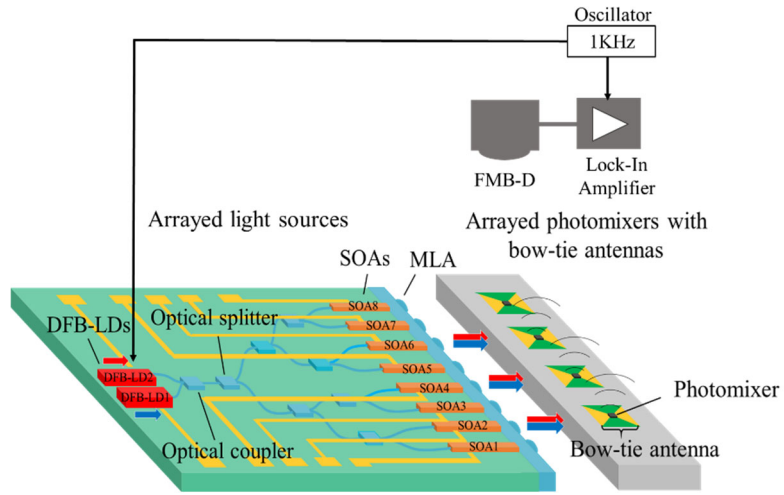 Oscillator
1KHz
FMB-D
Lock-In
Amplifier
Arrayed light sources
Arrayed photomixers with
bow-tie antennas
SOAs
MLA
DFB-LDs
Optical splitter
SOA8
SOA7
SOA6
SOA5
SOA4
SOA3
SOA2
SOA1
DFB-LD2
DFB-LD1
Optical coupler
Photomixer
Bow-tie antenna